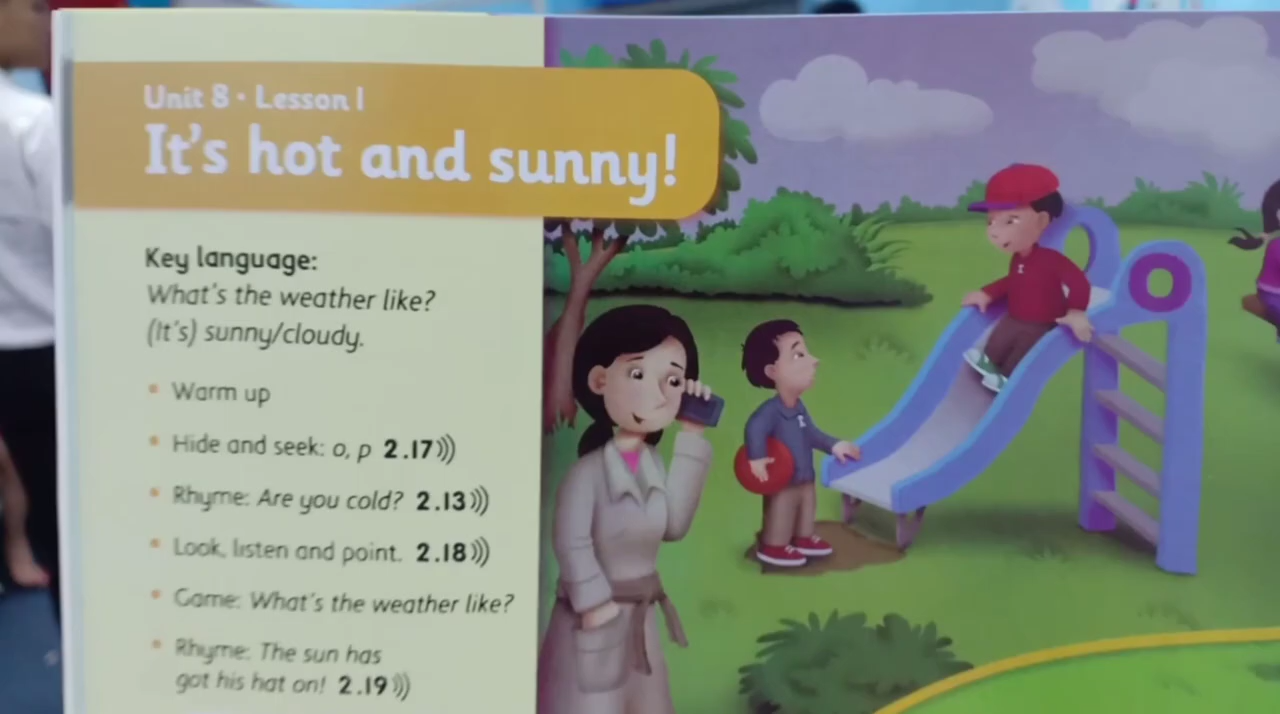 Unit 8 • Lesson 1
It's hot and sunny!
Key language:
What's the weather like?
(It's) sunny/cloudy.
• Warm up
• Hide and seek: o, p 2.17)))
• Rhyme: Are you cold? 2.13)))
• Look, listen and point. 2.18)))
• Game: What's the weather like?
• Rhyme: The sun has
got his hat on! 2.19)))